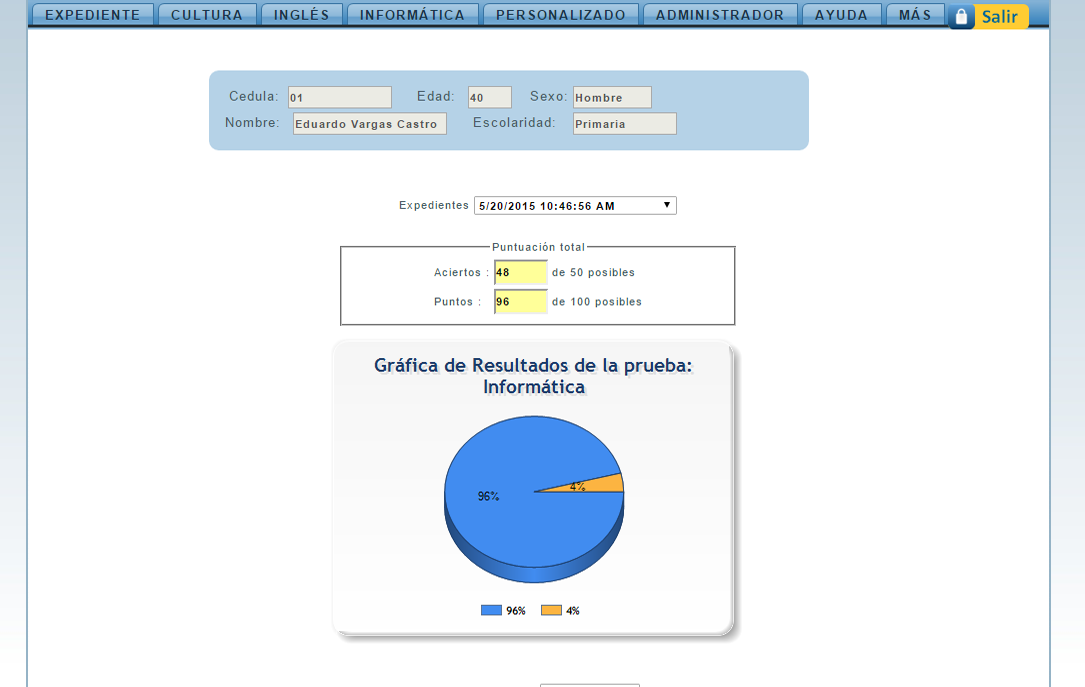 EXPEDIENTE CULTURA INGLÉS INFORMÁTICA PERSONALIZADO ADMINISTRADOR AYUDA MÁS Salir
Cedula: 01 Edad: 40 Sexo: Hombre
Nombre: Eduardo Vargas Castro Escolaridad: Primaria
Expedientes 5/20/2015 10:46:56 AM
Puntuación total
Aciertos : 48 de 50 posibles
Puntos : 96 de 100 posibles
Gráfica de Resultados de la prueba:
Informática
4%
96%
96% 4%